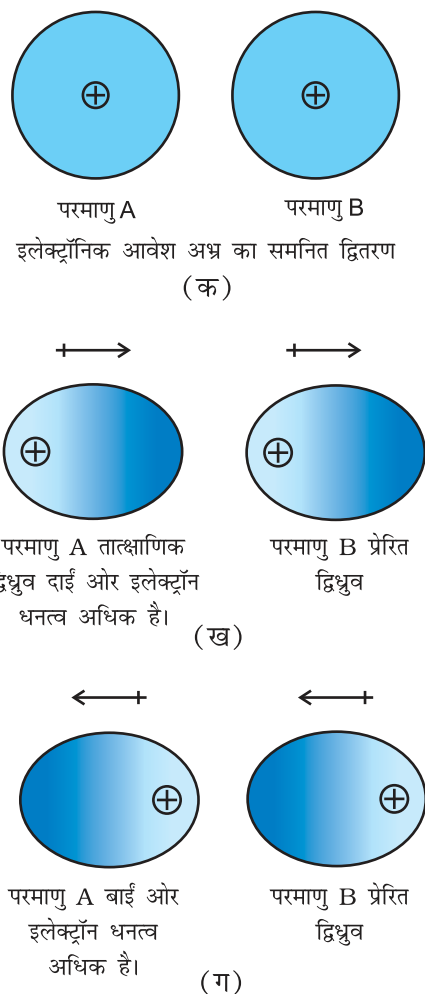 परमाणु A
परमाणु B
इलेक्ट्रॉनिक आवेश अभ्र का समनित द्वितरण
(क)
परमाणु A तात्क्षाणिक
द्विध्रुव दाईं ओर इलेक्ट्रॉन
धनत्व अधिक है।
परमाणु B प्रेरित
द्विध्रुव
(ख)
परमाणु A बाईं ओर
इलेक्ट्रॉन धनत्व
अधिक है।
परमाणु B प्रेरित
द्विध्रुव
(ग)